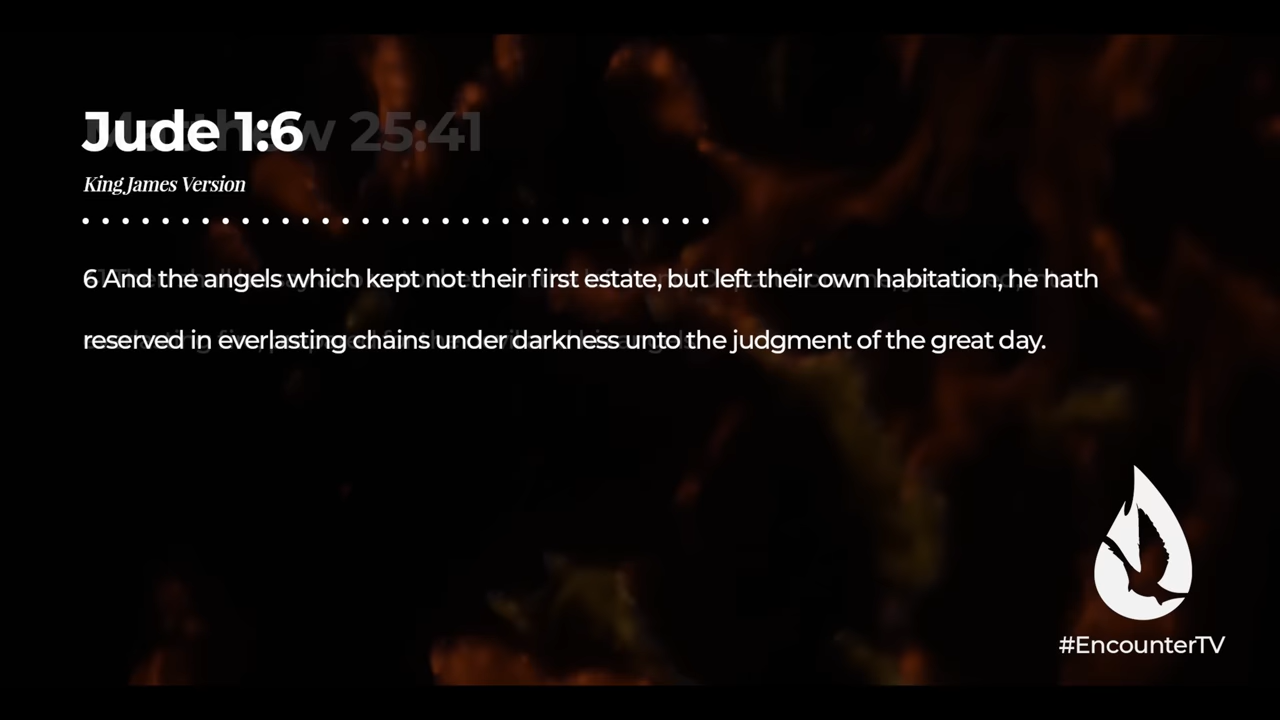 Jude 1:6
King James Version
6 And the angels which kept not their first estate, but left their own habitation, he hath
reserved in everlasting chains under darkness unto the judgment of the great day.
#EncounterTV